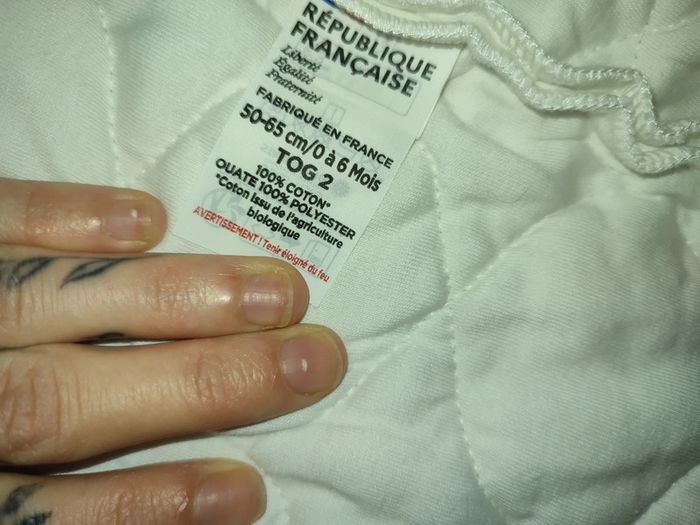 RÉPUBLIQUE
FRANÇAISE
Liberté
Égalité
Fraternité
FABRIQUÉ EN FRANCE
50-65 cm/0 à 6 Mois
TOG 2
100% COTON*
OUATE 100% POLYESTER
*Coton issu de l'agriculture
biologique
AVERTISSEMENT ! Tenir éloigné du feu